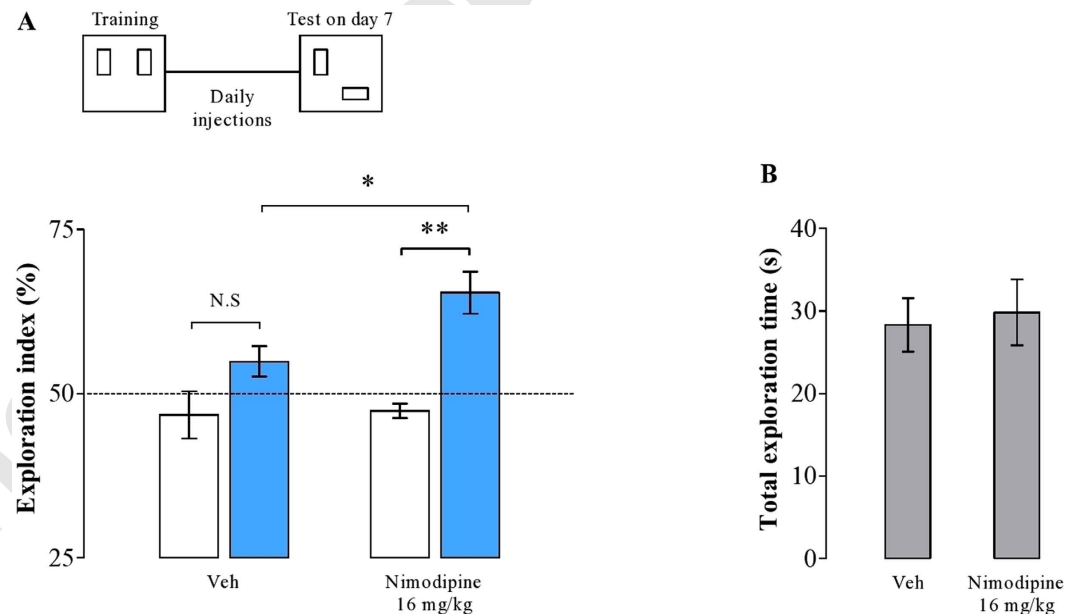 A
Training
Test on day 7
Daily
injections
Exploration index (%)
75
50
25
N.S
*
**
Veh
Nimodipine
16 mg/kg
B
Total exploration time (s)
40
30
20
10
0
Veh
Nimodipine
16 mg/kg